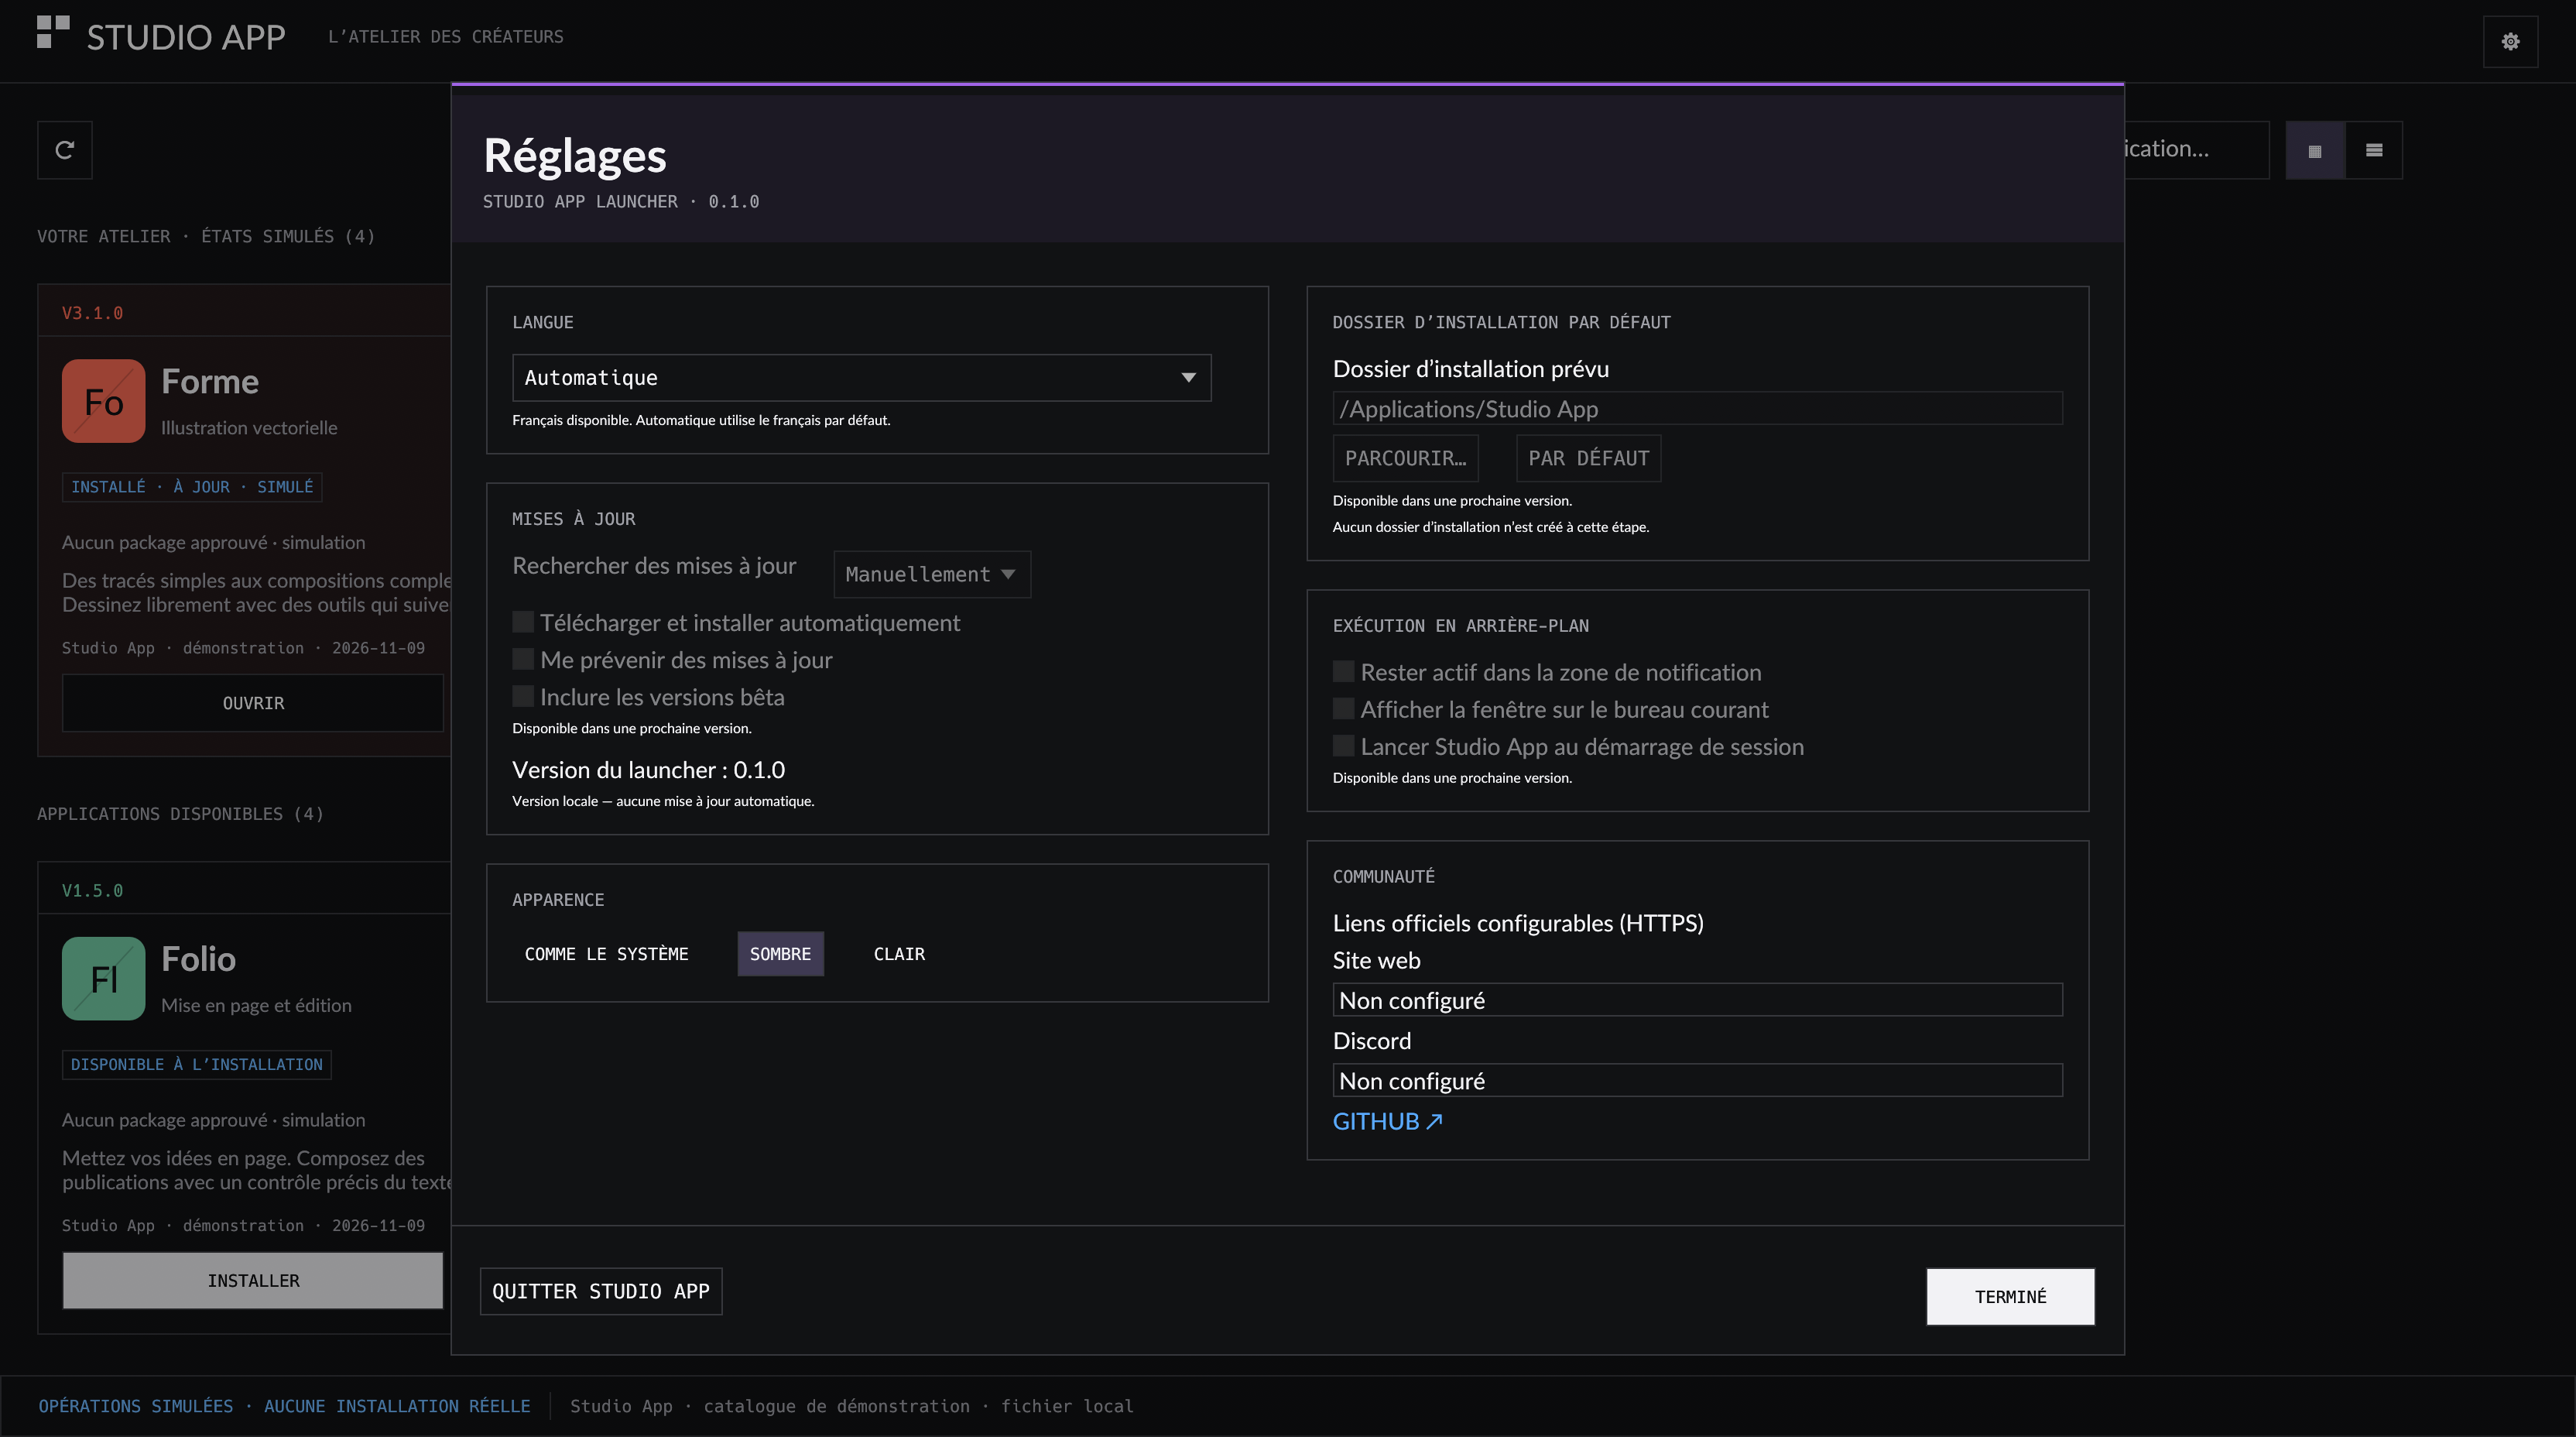 STUDIO APP
L’ATELIER DES CRÉATEURS
ication…
VOTRE ATELIER · ÉTATS SIMULÉS (4)
V3.1.0
Fo
Forme
Illustration vectorielle
INSTALLÉ · À JOUR · SIMULÉ
Aucun package approuvé · simulation
Des tracés simples aux compositions comple
Dessinez librement avec des outils qui suive
Studio App · démonstration · 2026-11-09
OUVRIR
APPLICATIONS DISPONIBLES (4)
V1.5.0
Fl
Folio
Mise en page et édition
DISPONIBLE À L’INSTALLATION
Aucun package approuvé · simulation
Mettez vos idées en page. Composez des
publications avec un contrôle précis du texte
Studio App · démonstration · 2026-11-09
INSTALLER
Réglages
STUDIO APP LAUNCHER · 0.1.0
LANGUE
Automatique
Français disponible. Automatique utilise le français par défaut.
MISES À JOUR
Rechercher des mises à jour
Manuellement
Télécharger et installer automatiquement
Me prévenir des mises à jour
Inclure les versions bêta
Disponible dans une prochaine version.
Version du launcher : 0.1.0
Version locale — aucune mise à jour automatique.
APPARENCE
COMME LE SYSTÈME
SOMBRE
CLAIR
DOSSIER D’INSTALLATION PAR DÉFAUT
Dossier d’installation prévu
/Applications/Studio App
PARCOURIR…
PAR DÉFAUT
Disponible dans une prochaine version.
Aucun dossier d’installation n’est créé à cette étape.
EXÉCUTION EN ARRIÈRE-PLAN
Rester actif dans la zone de notification
Afficher la fenêtre sur le bureau courant
Lancer Studio App au démarrage de session
Disponible dans une prochaine version.
COMMUNAUTÉ
Liens officiels configurables (HTTPS)
Site web
Non configuré
Discord
Non configuré
GITHUB ↗
QUITTER STUDIO APP
TERMINÉ
OPÉRATIONS SIMULÉES · AUCUNE INSTALLATION RÉELLE
Studio App · catalogue de démonstration · fichier local